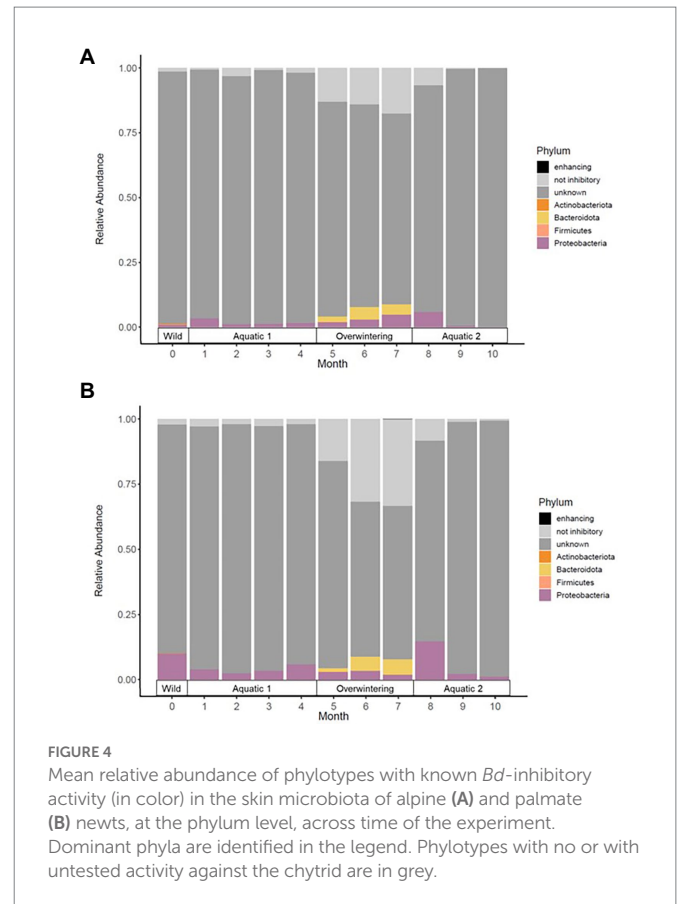 A
1.00
0.75
0.50
0.25
0.00
Relative Abundance
Wild
Aquatic 1
Overwintering
Aquatic 2
0 1 2 3 4 5 6 7 8 9 10
Month
Phylum
enhancing
not inhibitory
unknown
Actinobacteriota
Bacteroidota
Firmicutes
Proteobacteria
B
1.00
0.75
0.50
0.25
0.00
Relative Abundance
Wild
Aquatic 1
Overwintering
Aquatic 2
0 1 2 3 4 5 6 7 8 9 10
Month
Phylum
enhancing
not inhibitory
unknown
Actinobacteriota
Bacteroidota
Firmicutes
Proteobacteria
FIGURE 4
Mean relative abundance of phylotypes with known Bd-inhibitory
activity (in color) in the skin microbiota of alpine (A) and palmate
(B) newts, at the phylum level, across time of the experiment.
Dominant phyla are identified in the legend. Phylotypes with no or with
untested activity against the chytrid are in grey.